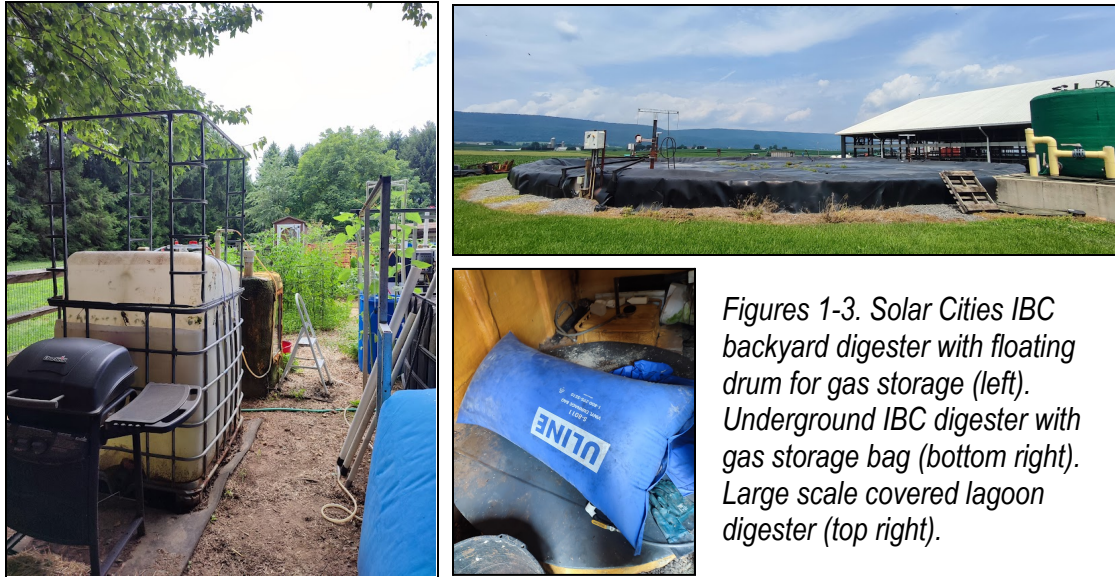 ULINE
S-8011
Figures 1-3. Solar Cities IBC
backyard digester with floating
drum for gas storage (left).
Underground IBC digester with
gas storage bag (bottom right).
Large scale covered lagoon
digester (top right).